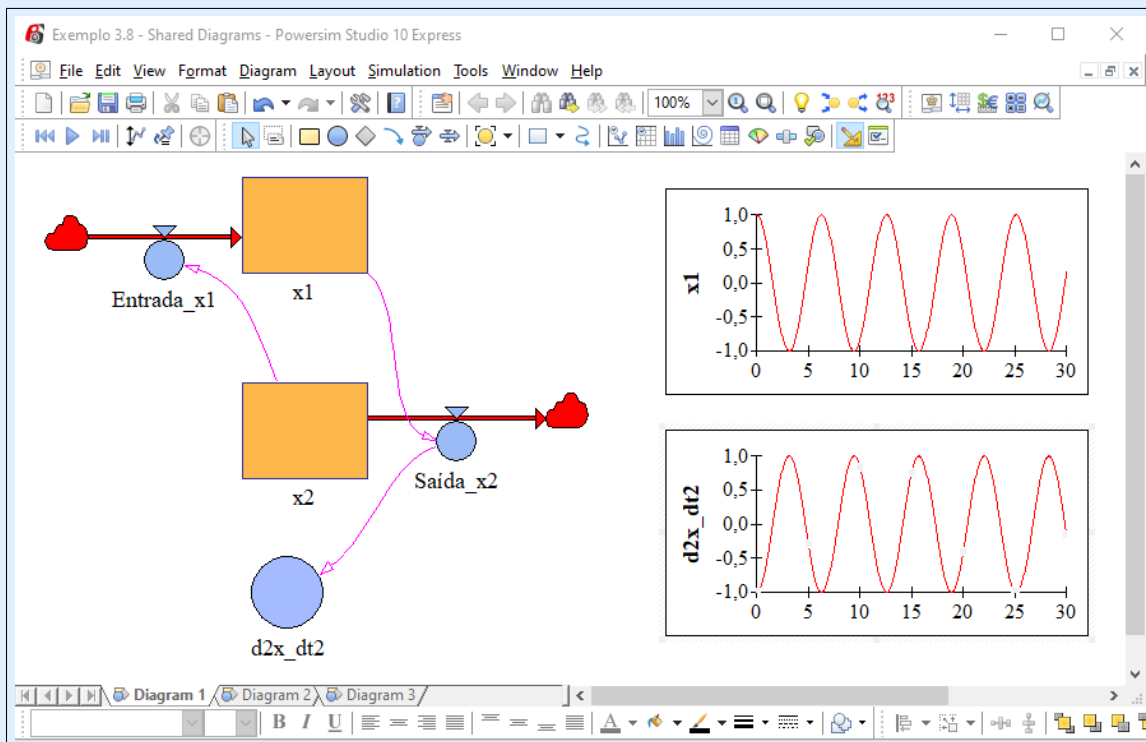 Exemplo 3.8 - Shared Diagrams - Powersim Studio 10 Express
File Edit View Format Diagram Layout Simulation Tools Window Help
100%
123
Entrada_x1
x1
x2
Saída_x2
d2x_dt2
x1
1,0
0,5
0,0
-0,5
-1,0
0 5 10 15 20 25 30
d2x_dt2
1,0
0,5
0,0
-0,5
-1,0
0 5 10 15 20 25 30
Diagram 1 Diagram 2 Diagram 3
B I U A